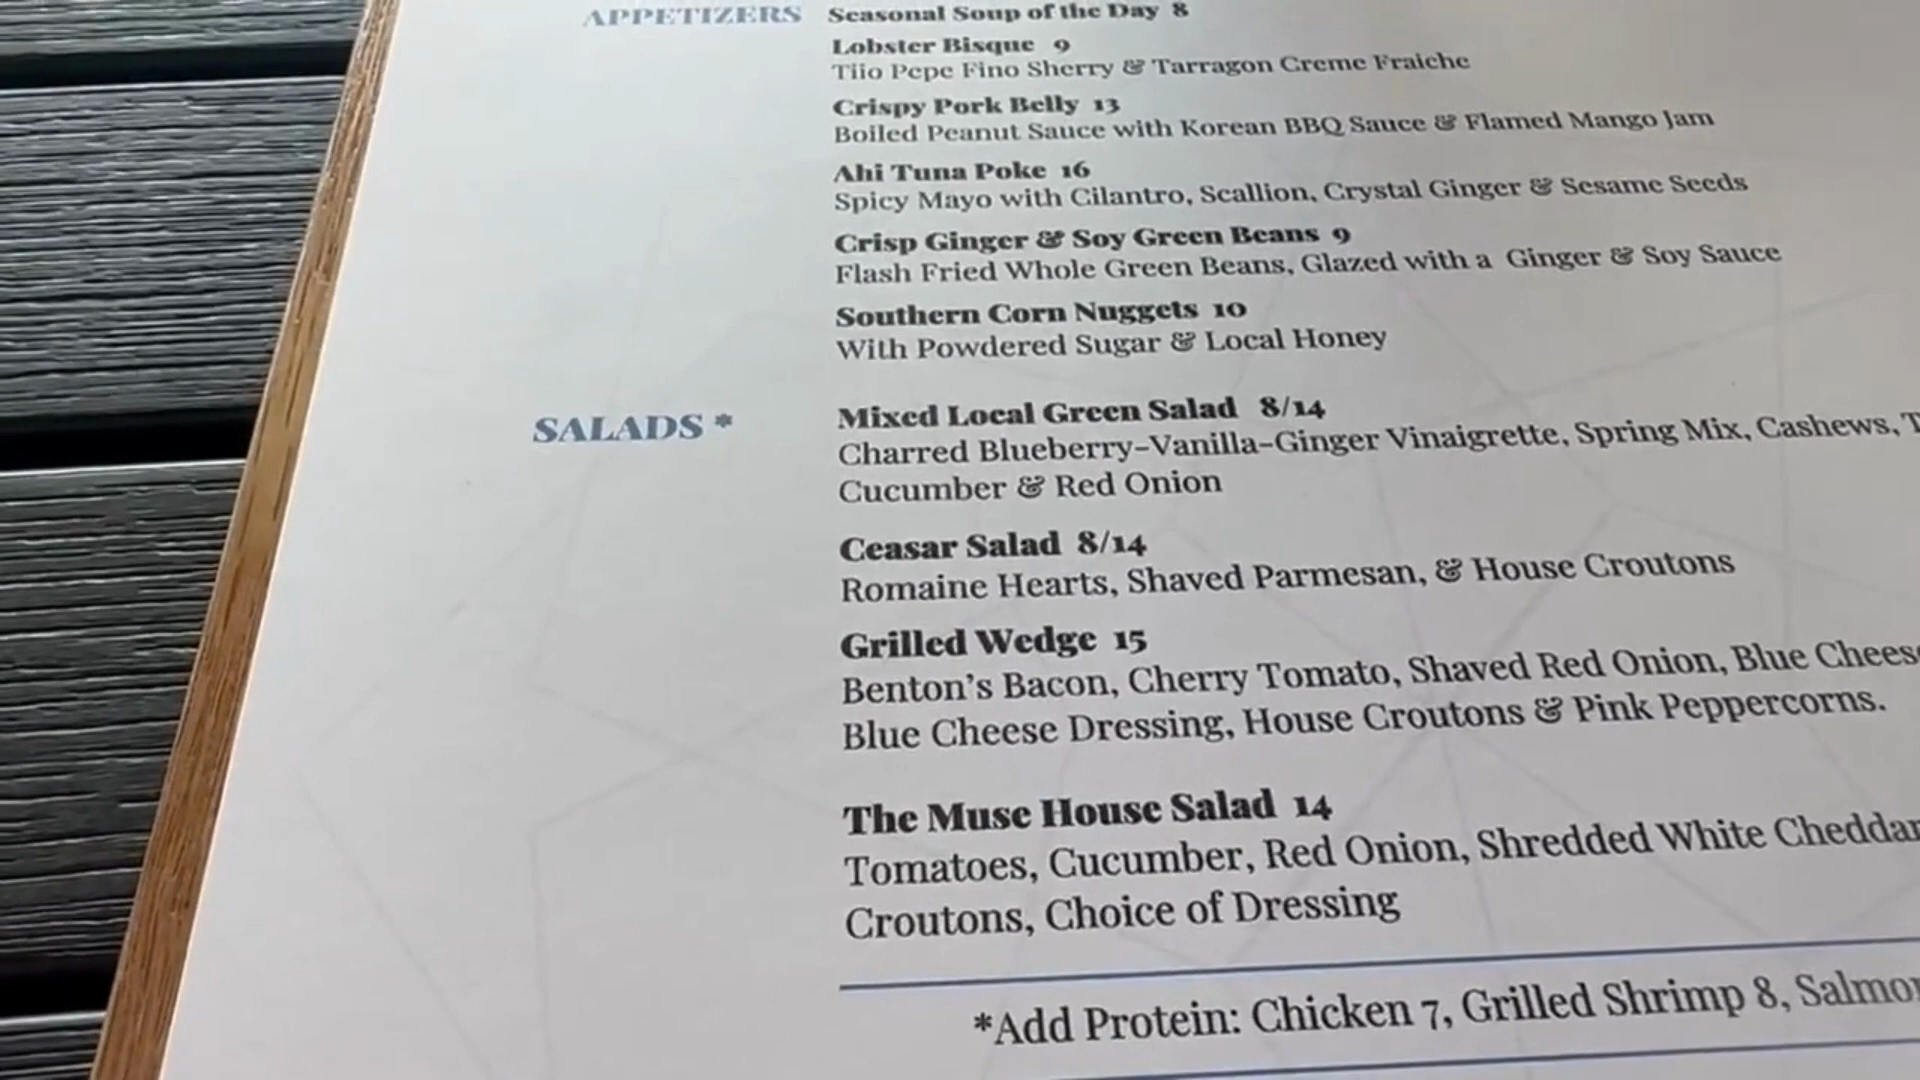 APPETIZERS
Seasonal Soup of the Day 8
Lobster Bisque 9
Tiio Pepe Fino Sherry & Tarragon Creme Fraiche
Crispy Pork Belly 13
Boiled Peanut Sauce with Korean BBQ Sauce & Flamed Mango Jam
Ahi Tuna Poke 16
Spicy Mayo with Cilantro, Scallion, Crystal Ginger & Sesame Seeds
Crisp Ginger & Soy Green Beans 9
Flash Fried Whole Green Beans, Glazed with a Ginger & Soy Sauce
Southern Corn Nuggets 10
With Powdered Sugar & Local Honey
SALADS *
Mixed Local Green Salad 8/14
Charred Blueberry-Vanilla-Ginger Vinaigrette, Spring Mix, Cashews,
Cucumber & Red Onion
Ceasar Salad 8/14
Romaine Hearts, Shaved Parmesan, & House Croutons
Grilled Wedge 15
Benton's Bacon, Cherry Tomato, Shaved Red Onion, Blue Cheese
Blue Cheese Dressing, House Croutons & Pink Peppercorns.
The Muse House Salad 14
Tomatoes, Cucumber, Red Onion, Shredded White Cheddar
Croutons, Choice of Dressing
*Add Protein: Chicken 7, Grilled Shrimp 8, Salmon